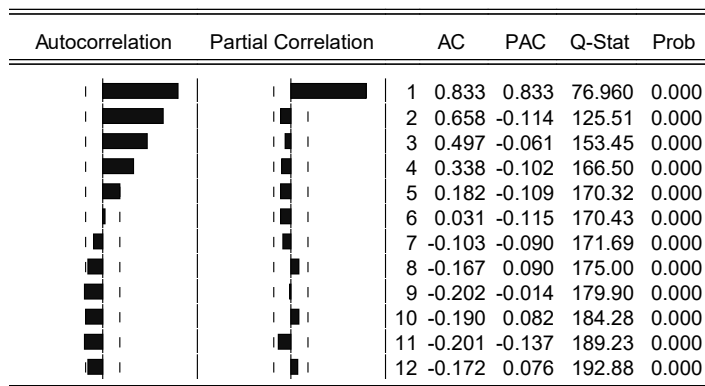 Autocorrelation Partial Correlation AC PAC Q-Stat Prob
1 0.833 0.833 76.960 0.000
2 0.658 -0.114 125.51 0.000
3 0.497 -0.061 153.45 0.000
4 0.338 -0.102 166.50 0.000
5 0.182 -0.109 170.32 0.000
6 0.031 -0.115 170.43 0.000
7 -0.103 -0.090 171.69 0.000
8 -0.167 0.090 175.00 0.000
9 -0.202 -0.014 179.90 0.000
10 -0.190 0.082 184.28 0.000
11 -0.201 -0.137 189.23 0.000
12 -0.172 0.076 192.88 0.000